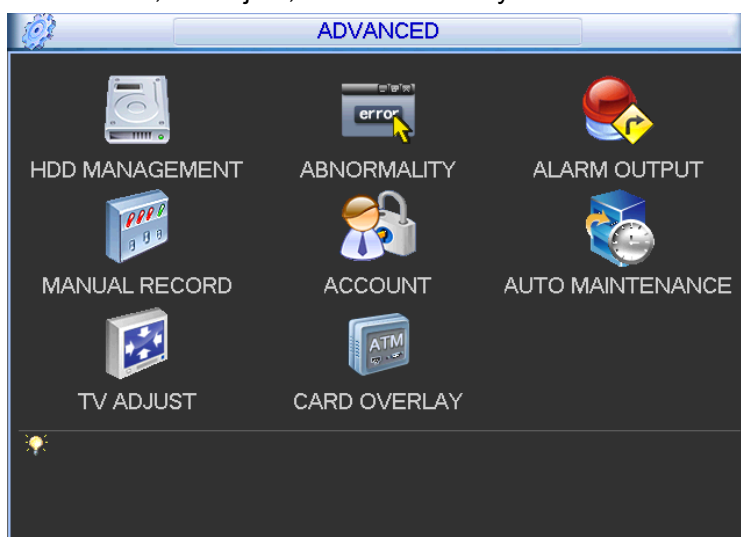 ADVANCED
error
HDD MANAGEMENT ABNORMALITY ALARM OUTPUT
MANUAL RECORD ACCOUNT AUTO MAINTENANCE
ATM
TV ADJUST CARD OVERLAY